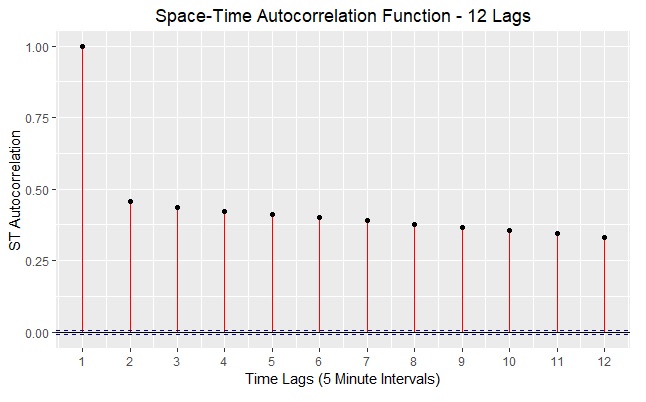 Space-Time Autocorrelation Function - 12 Lags
ST Autocorrelation
1.00
0.75
0.50
0.25
0.00
1 2 3 4 5 6 7 8 9 10 11 12
Time Lags (5 Minute Intervals)